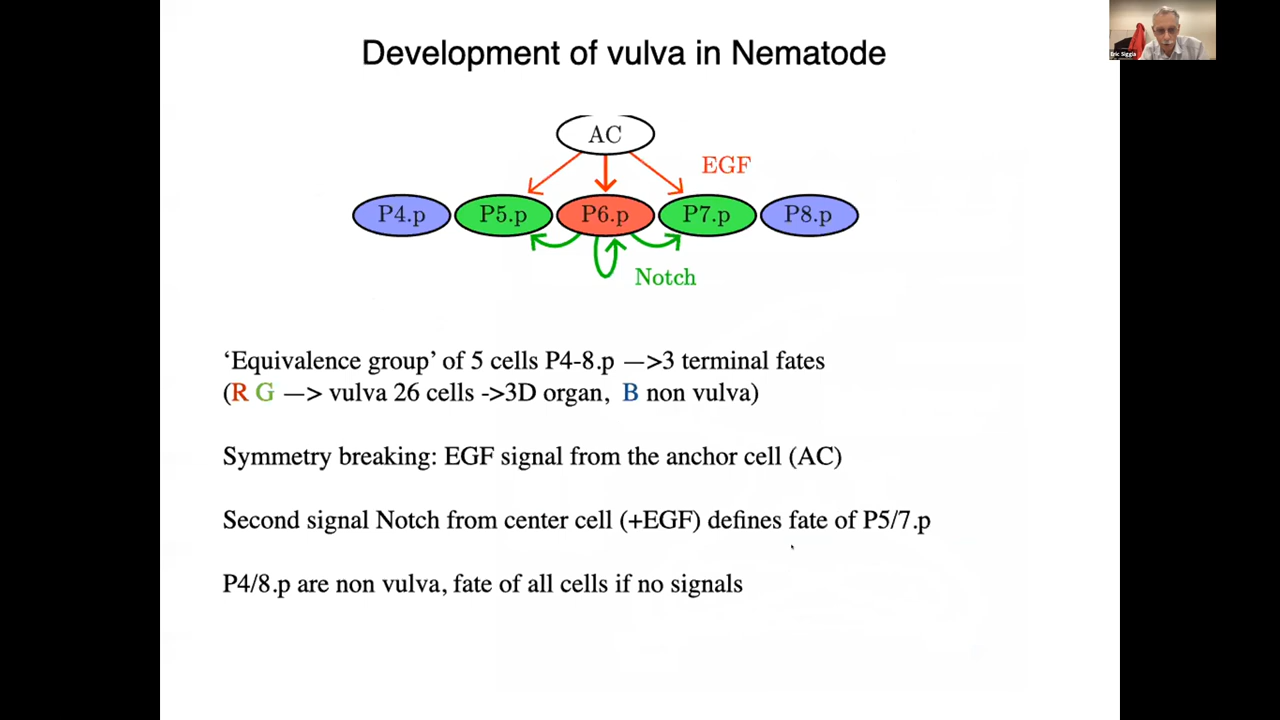 Development of vulva in Nematode
Eric Siggia
AC
EGF
P4.p P5.p P6.p P7.p P8.p
Notch
‘Equivalence group’ of 5 cells P4-8.p —>3 terminal fates
(R G —> vulva 26 cells ->3D organ, B non vulva)
Symmetry breaking: EGF signal from the anchor cell (AC)
Second signal Notch from center cell (+EGF) defines fate of P5/7.p
P4/8.p are non vulva, fate of all cells if no signals